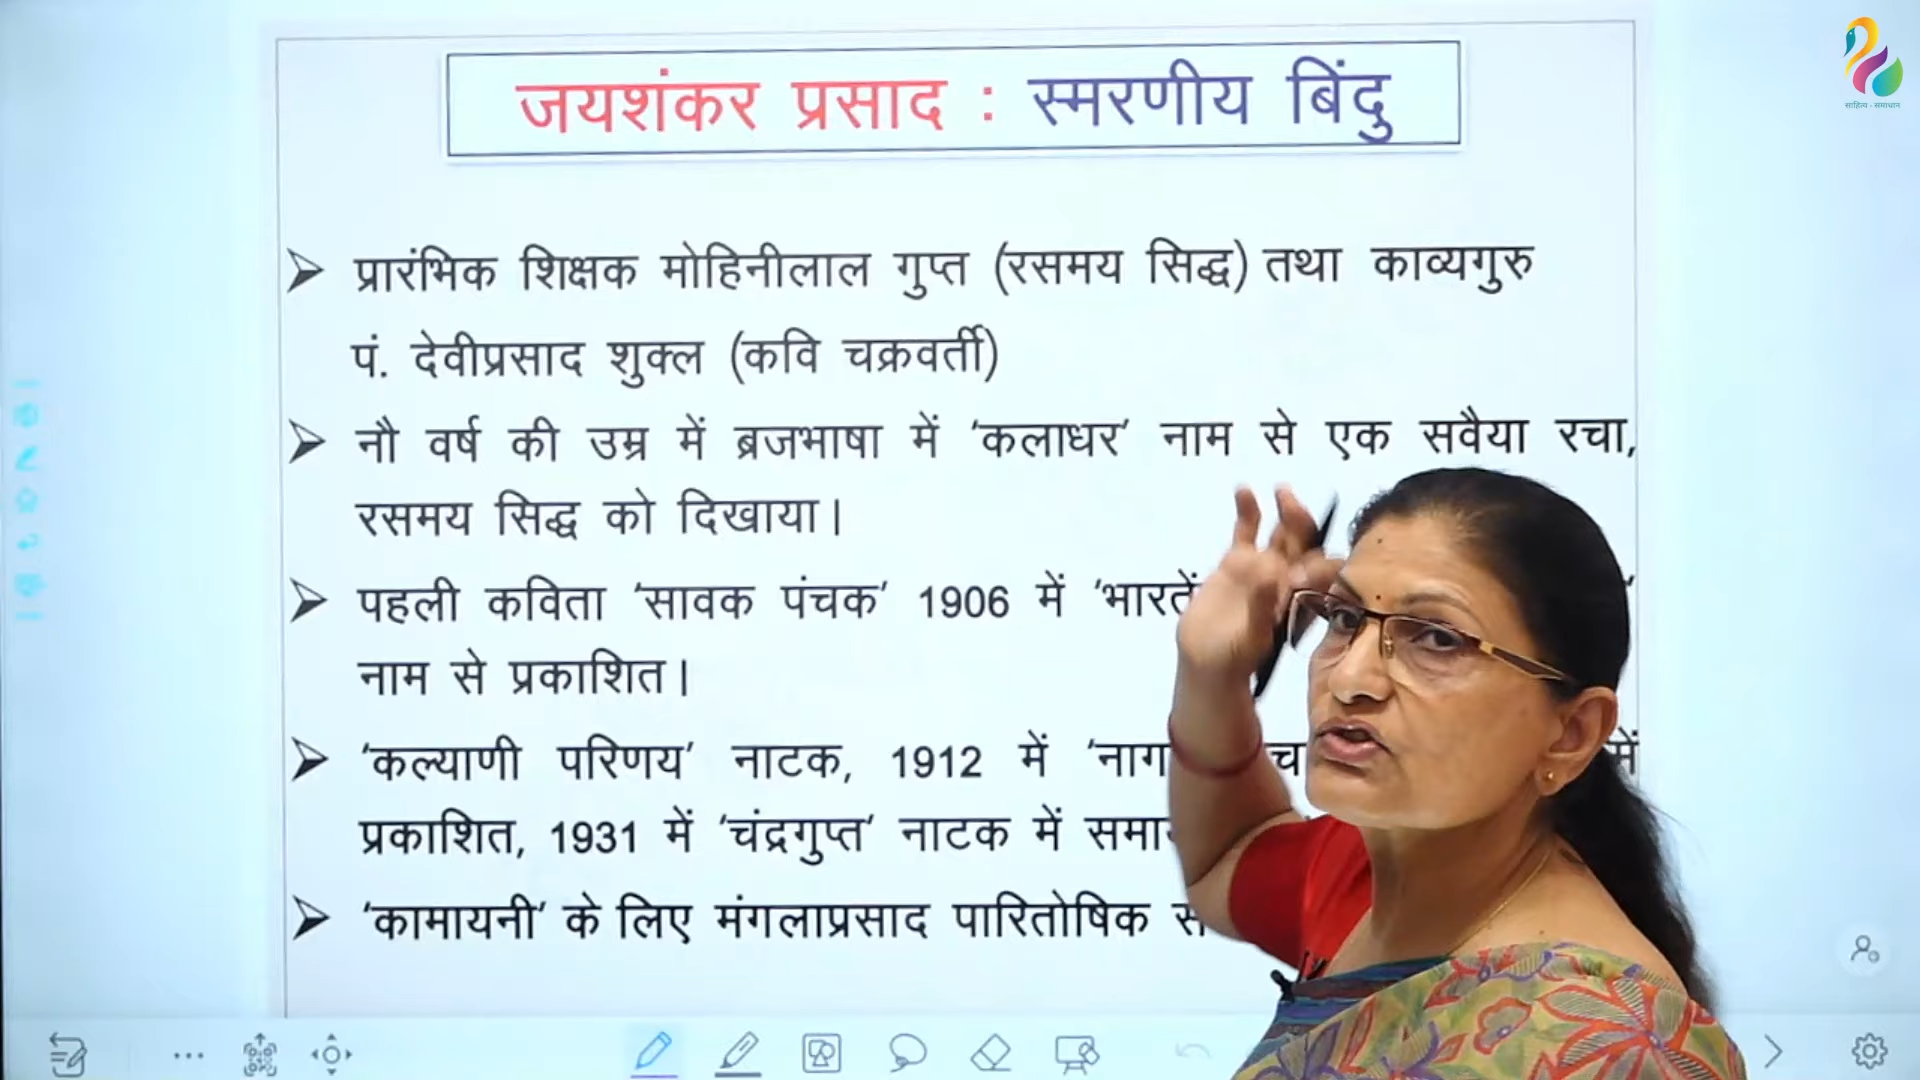 साहित्य - समाधान
जयशंकर प्रसाद : स्मरणीय बिंदु
प्रारंभिक शिक्षक मोहिनीलाल गुप्त (रसमय सिद्ध) तथा काव्यगुरु
पं. देवीप्रसाद शुक्ल (कवि चक्रवर्ती)
नौ वर्ष की उम्र में ब्रजभाषा में 'कलाधर' नाम से एक सवैया रचा,
रसमय सिद्ध को दिखाया।
पहली कविता 'सावक पंचक' 1906 में
नाम से प्रकाशित।
'कल्याणी परिणय' नाटक, 1912 में में
प्रकाशित, 1931 में 'चंद्रगुप्त' नाटक में
'कामायनी' के लिए मंगलाप्रसाद पारितोषिक